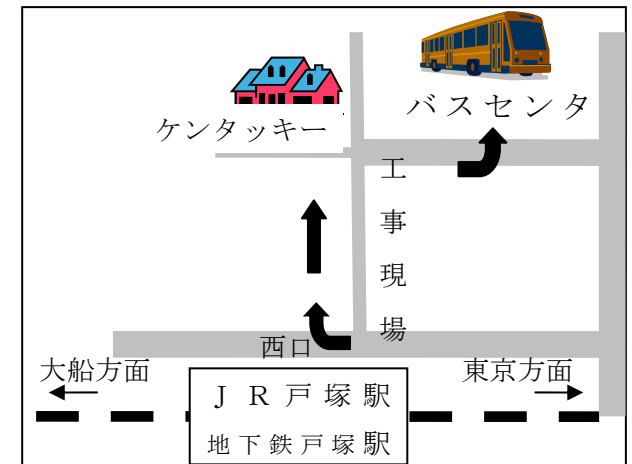 バスセンタ
ケンタッキー
工事現場
西口
大船方面
東京方面
JR戸塚駅
地下鉄戸塚駅